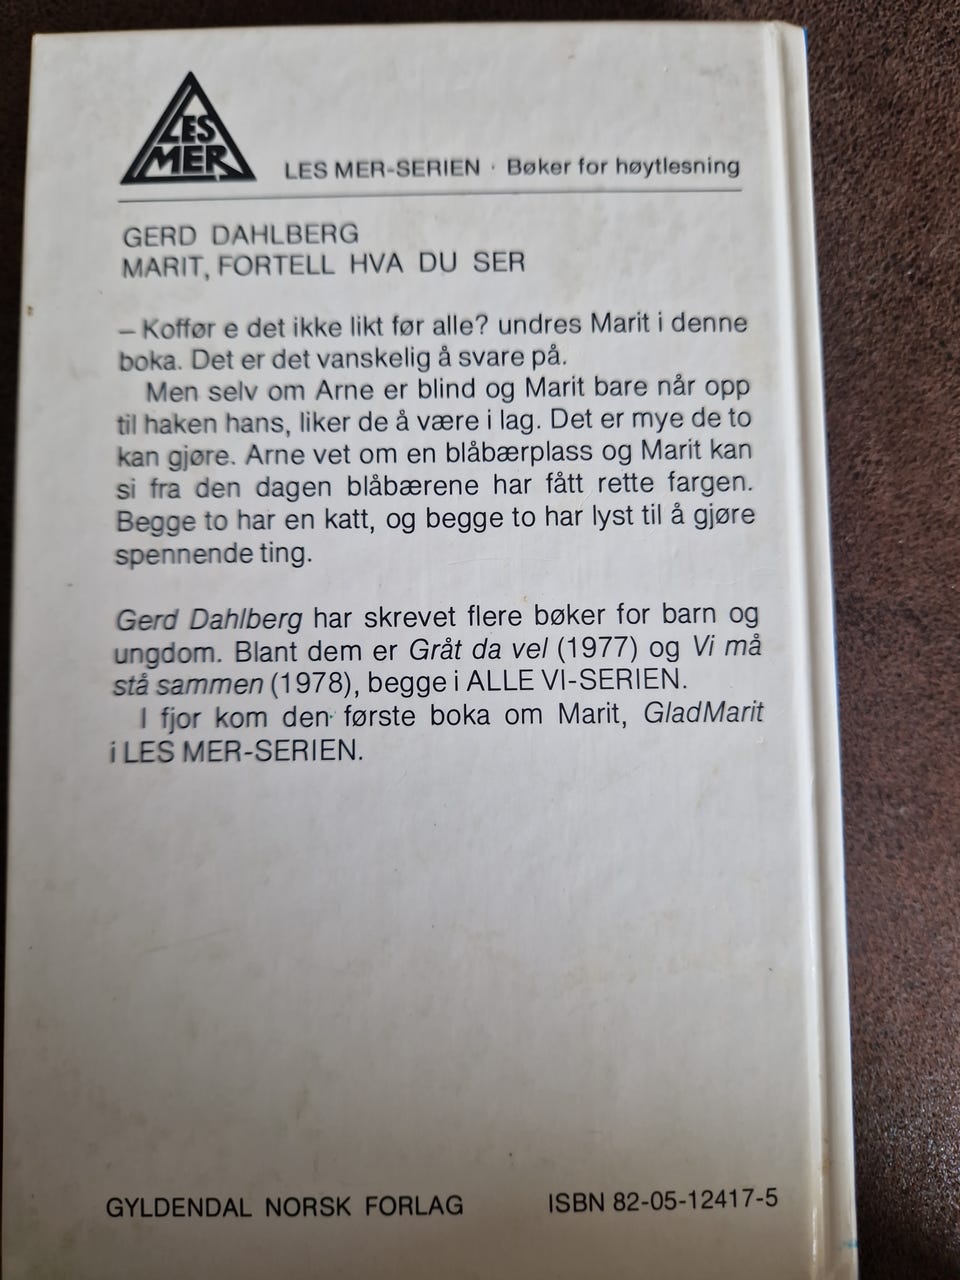 LES
MER
LES MER-SERIEN · Bøker for høytlesning
GERD DAHLBERG
MARIT, FORTELL HVA DU SER
– Koffør e det ikke likt før alle? undres Marit i denne
boka. Det er det vanskelig å svare på.
Men selv om Arne er blind og Marit bare når opp
til haken hans, liker de å være i lag. Det er mye de to
kan gjøre. Arne vet om en blåbærplass og Marit kan
si fra den dagen blåbærene har fått rette fargen.
Begge to har en katt, og begge to har lyst til å gjøre
spennende ting.
Gerd Dahlberg har skrevet flere bøker for barn og
ungdom. Blant dem er Gråt da vel (1977) og Vi må
stå sammen (1978), begge i ALLE VI-SERIEN.
I fjor kom den første boka om Marit, GladMarit
i LES MER-SERIEN.
GYLDENDAL NORSK FORLAG ISBN 82-05-12417-5